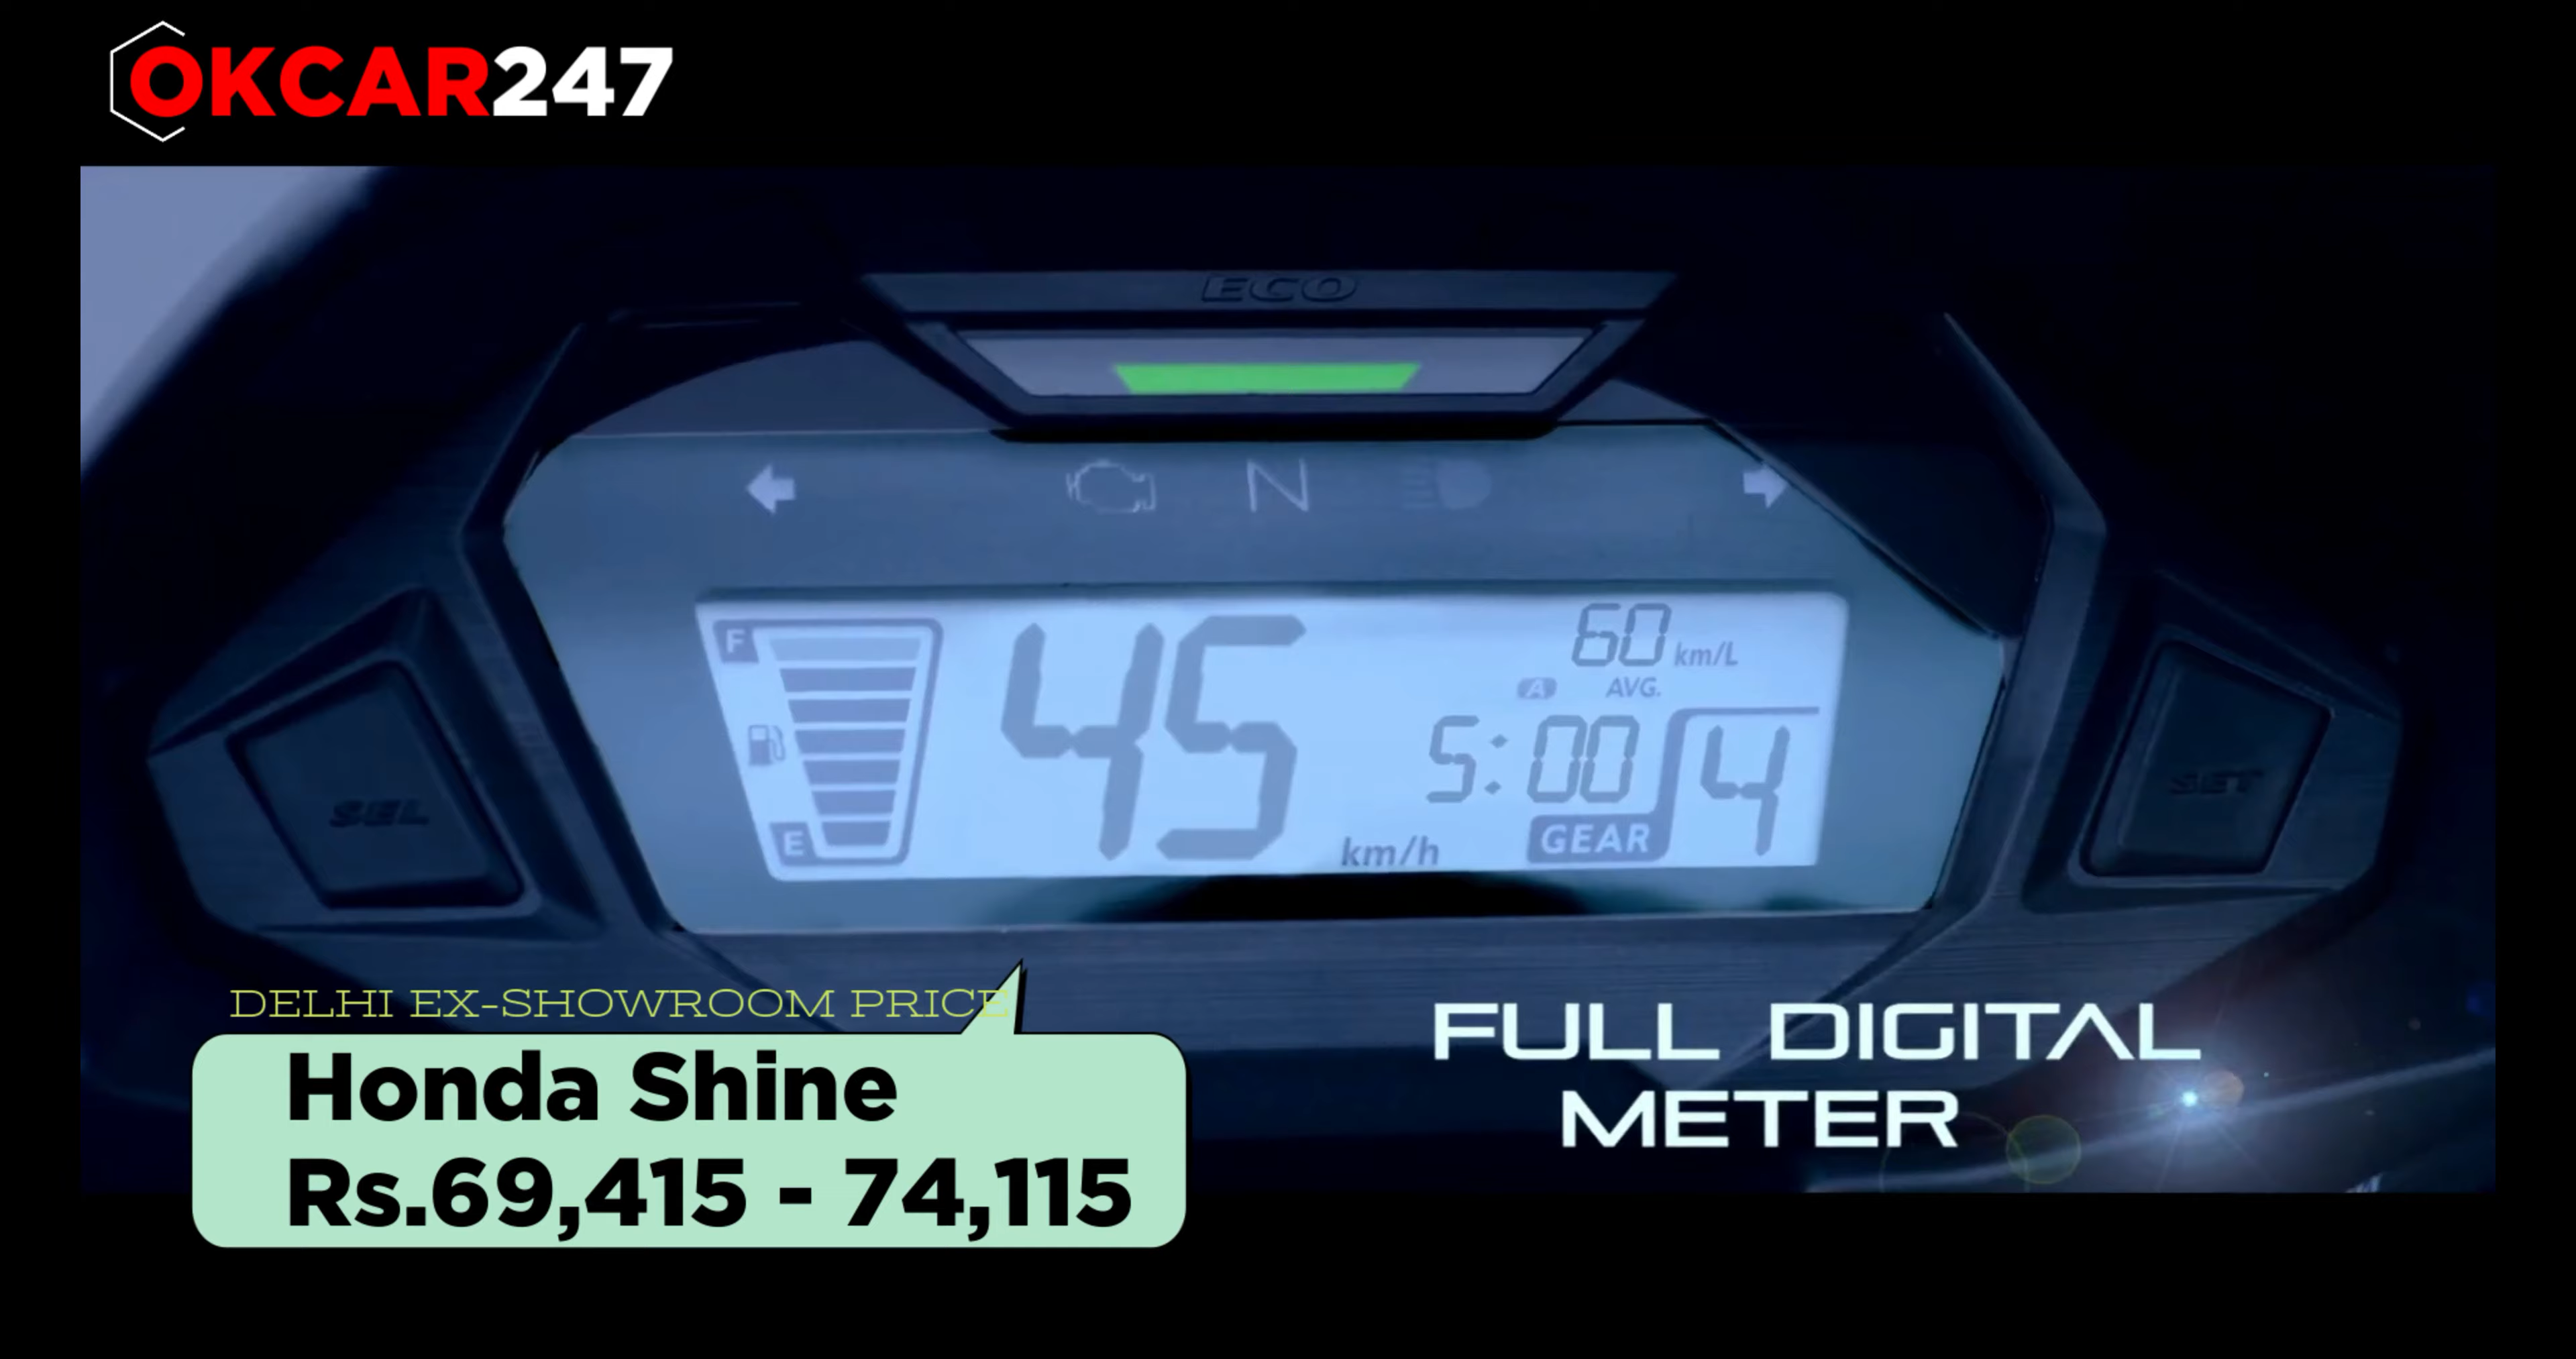 OKCAR247
ECO
N
F
45
60 km/L
A AVG.
5:00
4
E
km/h
GEAR
SEL
SET
DELHI EX-SHOWROOM PRICE
Honda Shine
Rs.69,415 - 74,115
FULL DIGITAL
METER